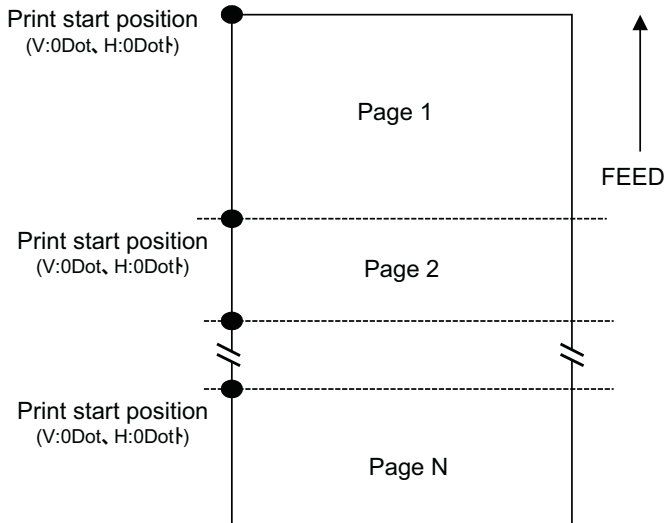 Print start position
(V:0Dot、H:0Dotト)
Page 1
FEED
Print start position
(V:0Dot、H:0Dotト)
Page 2
Print start position
(V:0Dot、H:0Dotト)
Page N